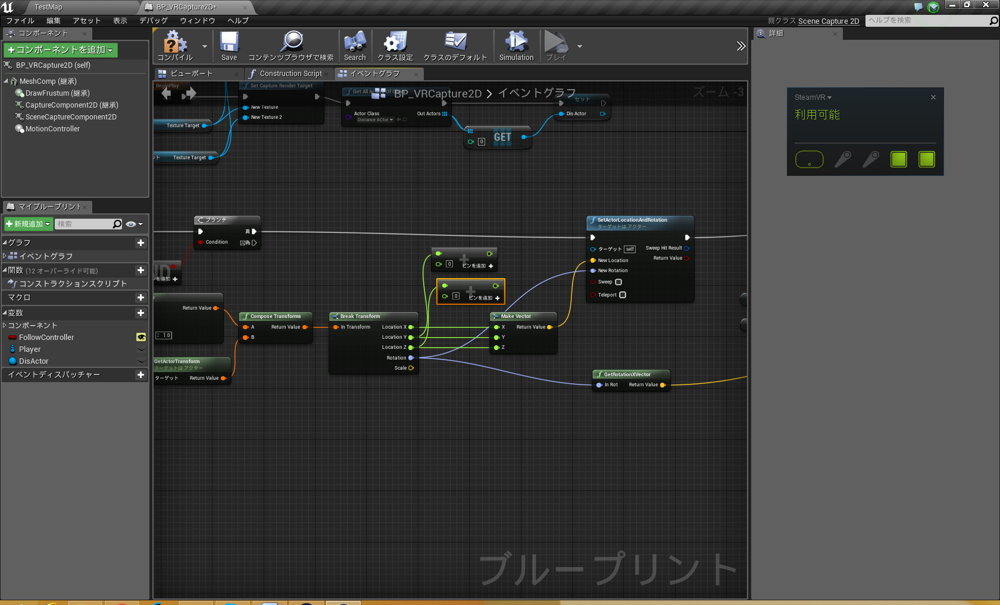 TestMap
BP_VRCapture2D*
ファイル 編集 アセット 表示 デバッグ ウィンドウ ヘルプ
親クラス Scene Capture 2D
ヘルプを検索
コンポーネント
+コンポーネントを追加
BP_VRCapture2D (self)
MeshComp (継承)
DrawFrustum (継承)
CaptureComponent2D (継承)
SceneCaptureComponent2D
MotionController
マイブループリント
+新規追加
検索
グラフ
イベントグラフ
関数 (12 オーバーライド可能)
コンストラクションスクリプト
マクロ
変数
コンポーネント
FollowController
Player
DisActor
イベントディスパッチャー
コンパイル
Save
コンテンツブラウザで検索
Search
クラス設定
クラスのデフォルト
Simulation
プレイ
ビューポート
Construction Script
イベントグラフ
BP_VRCapture2D > イベントグラフ
ズーム -3
BeginPlay
Set Capture Render Target
New Texture
New Texture 2
Texture Target
Texture Target
Actor Class
Distance ACtor
Out Actors
0
GET
セット
Dis Actor
ブランチ
真
Condition
偽
ピンを追加 +
0
ピンを追加 +
0
ピンを追加 +
Return Value
Z 1.0
GetActorTransform
ターゲットは アクター
ターゲット
Return Value
Compose Transforms
A
Return Value
B
Break Transform
In Transform
Location X
Location Y
Location Z
Rotation
Scale
Make Vector
X
Return Value
Y
Z
SetActorLocationAndRotation
ターゲットは アクター
ターゲット self
Sweep Hit Result
New Location
Return Value
New Rotation
Sweep
Teleport
GetRotationXVector
In Rot
Return Value
ブループリント
詳細
SteamVR
利用可能